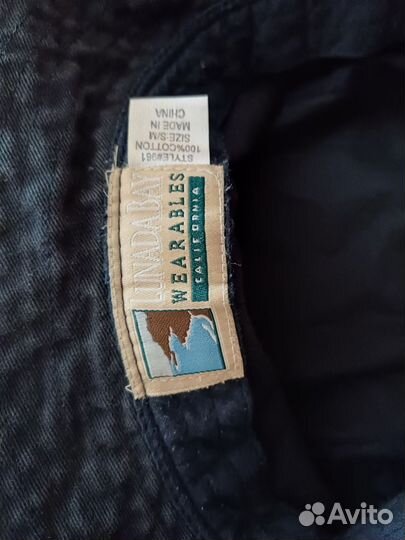 LUNADA BAY
WEARABLES
CALIFORNIA
STYLE#961
100%COTTON
SIZE:S/M
MADE IN
CHINA
Avito